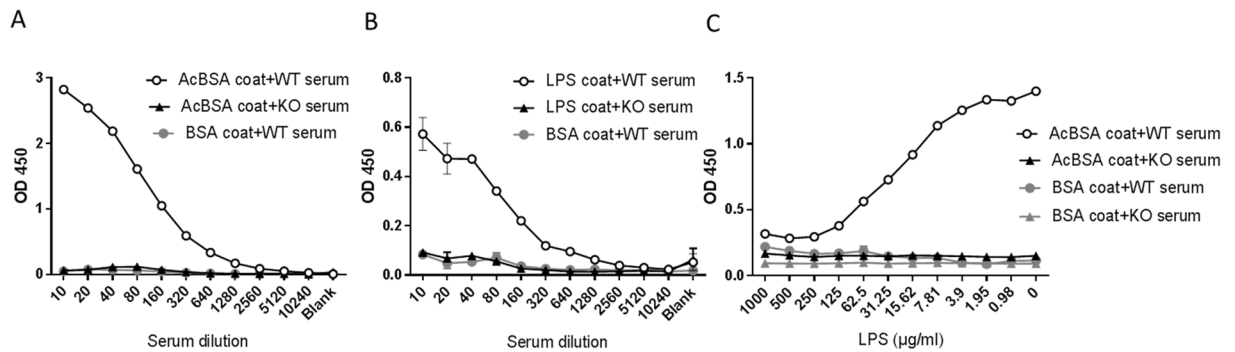 A
B
C
3
2
1
0
OD 450
AcBSA coat+WT serum
AcBSA coat+KO serum
BSA coat+WT serum
10
20
40
80
160
320
640
1280
2560
5120
10240
Blank
Serum dilution
0.8
0.6
0.4
0.2
0.0
OD 450
LPS coat+WT serum
LPS coat+KO serum
BSA coat+WT serum
10
20
40
80
160
320
640
1280
2560
5120
10240
Blank
Serum dilution
1.5
1.0
0.5
0.0
OD 450
AcBSA coat+WT serum
AcBSA coat+KO serum
BSA coat+WT serum
BSA coat+KO serum
1000
500
250
125
62.5
31.25
15.62
7.81
3.9
1.95
0.98
0
LPS (µg/ml)